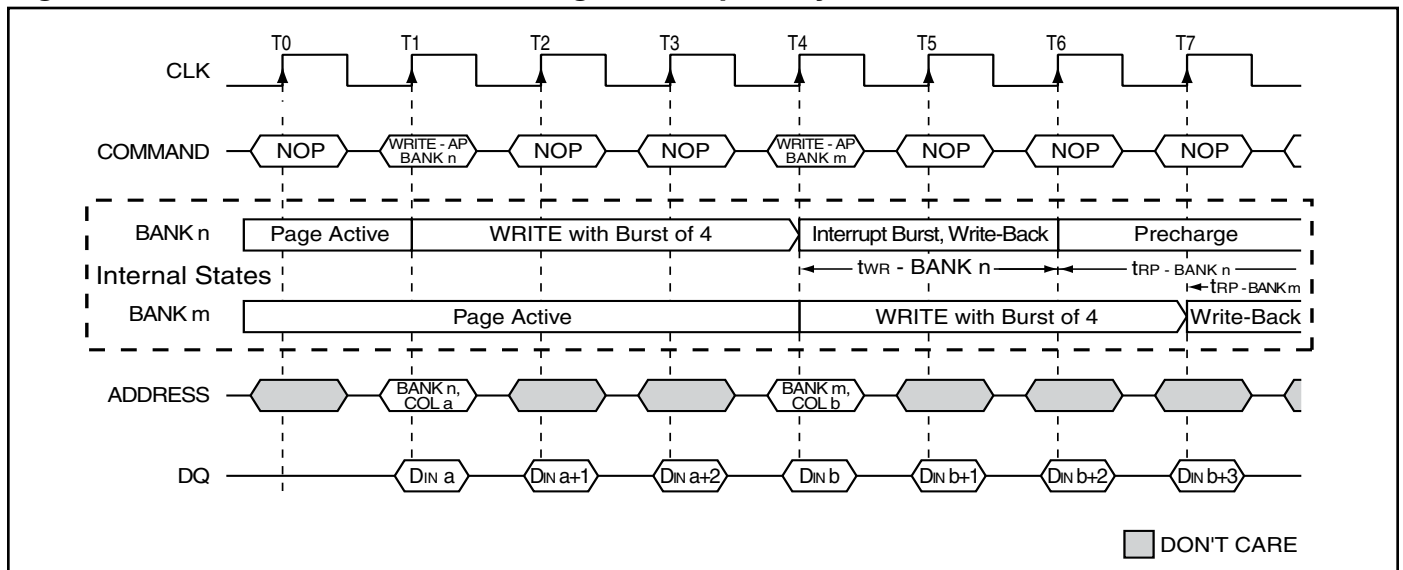 T0 T1 T2 T3 T4 T5 T6 T7
CLK
COMMAND NOP WRITE - AP BANK n NOP NOP WRITE - AP BANK m NOP NOP NOP
BANK n Page Active WRITE with Burst of 4 Interrupt Burst, Write-Back Precharge
Internal States tWR - BANK n tRP - BANK n
tRP - BANK m
BANK m Page Active WRITE with Burst of 4 Write-Back
ADDRESS BANK n, COL a BANK m, COL b
DQ DIN a DIN a+1 DIN a+2 DIN b DIN b+1 DIN b+2 DIN b+3
DON'T CARE